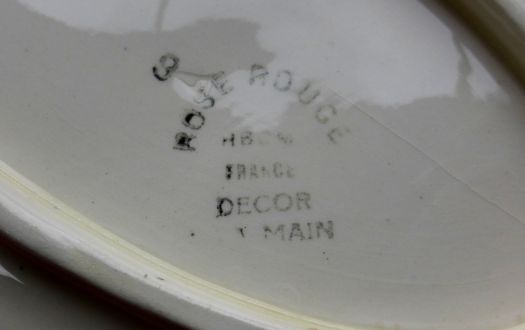 3
ROSE ROUGE
HBCM
FRANCE
DECOR
MAIN